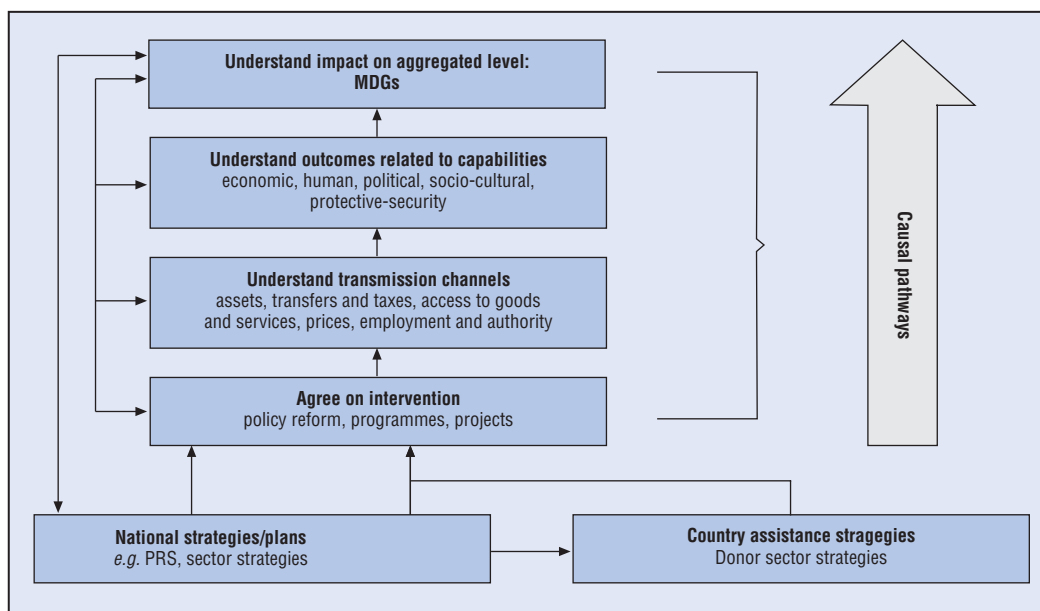 Understand impact on aggregated level:
MDGs
Understand outcomes related to capabilities
economic, human, political, socio-cultural,
protective-security
Understand transmission channels
assets, transfers and taxes, access to goods
and services, prices, employment and authority
Agree on intervention
policy reform, programmes, projects
Causal pathways
National strategies/plans
e.g. PRS, sector strategies
Country assistance stragegies
Donor sector strategies